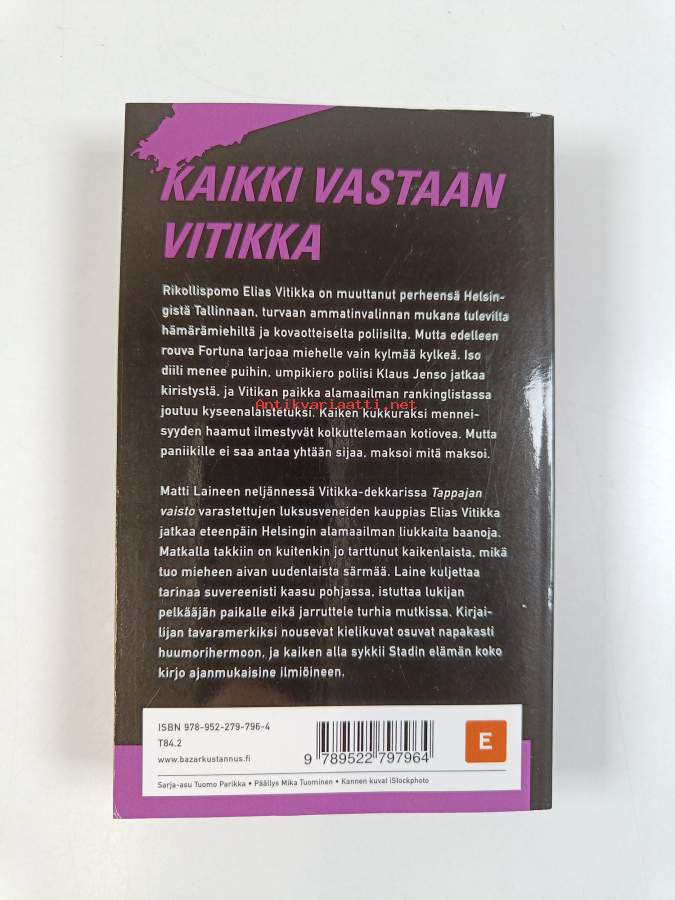 KAIKKI VASTAAN
VITIKKA
Rikollispomo Elias Vitikka on muuttanut perheensä Helsin-
gistä Tallinnaan, turvaan ammatinvalinnan mukana tulevilta
hämärämiehiltä ja kovaotteiselta poliisilta. Mutta edelleen
rouva Fortuna tarjoaa miehelle vain kylmää kylkeä. Iso
diili menee puihin, umpikiero poliisi Klaus Jenso jatkaa
kiristystä, ja Vitikan paikka alamaailman rankinglistassa
joutuu kyseenalaistetuksi. Kaiken kukkuraksi mennei-
Antikvariaatti.net
syyden haamut ilmestyvät kolkuttelemaan kotiovea. Mutta
paniikille ei saa antaa yhtään sijaa, maksoi mitä maksoi.
Matti Laineen neljännessä Vitikka-dekkarissa Tappajan
vaisto varastettujen luksusveneiden kauppias Elias Vitikka
jatkaa eteenpäin Helsingin alamaailman liukkaita baanoja.
Matkalla takkiin on kuitenkin jo tarttunut kaikenlaista, mikä
tuo mieheen aivan uudenlaista särmää. Laine kuljettaa
tarinaa suvereenisti kaasu pohjassa, istuttaa lukijan
pelkääjän paikalle eikä jarruttele turhia mutkissa. Kirjai-
lijan tavaramerkiksi nousevat kielikuvat osuvat napakasti
huumorihermoon, ja kaiken alla sykkii Stadin elämän koko
kirjo ajanmukaisine ilmiöineen.
ISBN 978-952-279-796-4
T84.2
www.bazarkustannus.fi
9 789522 797964
E
Sarja-asu Tuomo Parikka • Päällys Mika Tuominen • Kannen kuvat iStockphoto